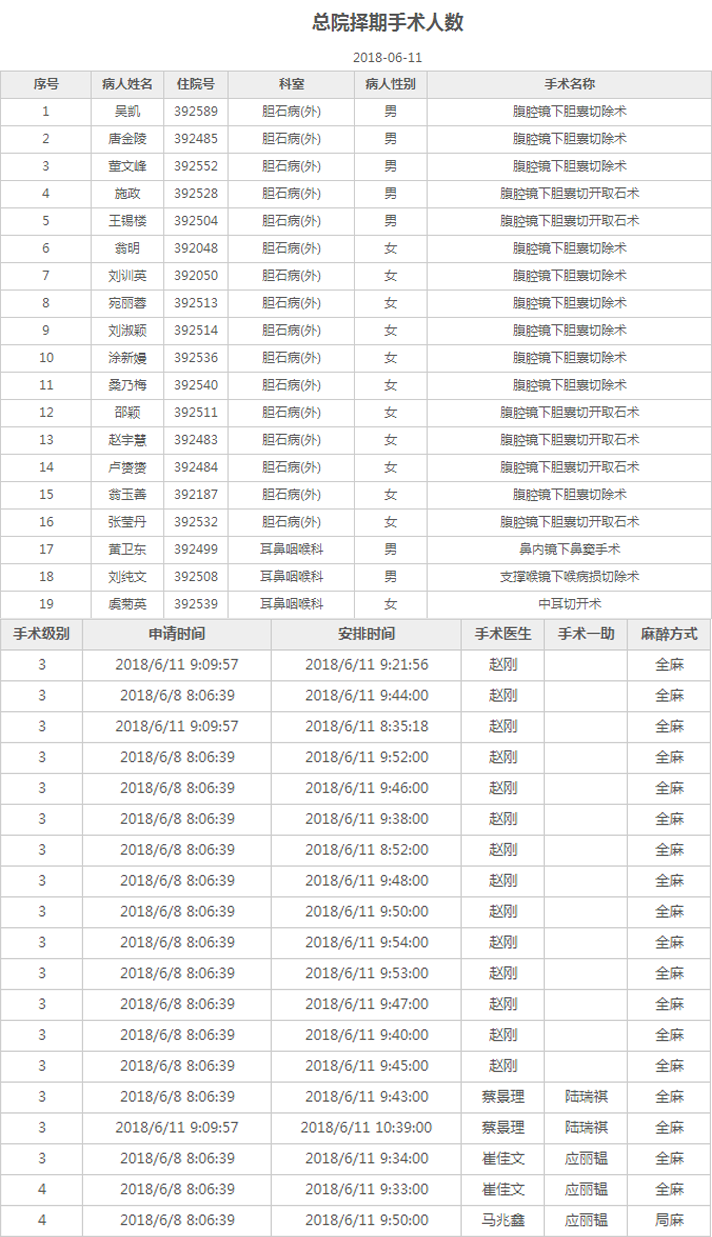 总院择期手术人数
2018-06-11
序号 病人姓名 住院号 科室 病人性别 手术名称
1 吴凯 392589 胆石病(外) 男 腹腔镜下胆囊切除术
2 唐金陵 392485 胆石病(外) 男 腹腔镜下胆囊切除术
3 董文峰 392552 胆石病(外) 男 腹腔镜下胆囊切除术
4 施政 392528 胆石病(外) 男 腹腔镜下胆囊切开取石术
5 王锡楼 392504 胆石病(外) 男 腹腔镜下胆囊切开取石术
6 翁明 392048 胆石病(外) 女 腹腔镜下胆囊切除术
7 刘训英 392050 胆石病(外) 女 腹腔镜下胆囊切除术
8 宛丽蓉 392513 胆石病(外) 女 腹腔镜下胆囊切除术
9 刘淑颖 392514 胆石病(外) 女 腹腔镜下胆囊切除术
10 涂新嫚 392536 胆石病(外) 女 腹腔镜下胆囊切除术
11 桑乃梅 392540 胆石病(外) 女 腹腔镜下胆囊切除术
12 邵颖 392511 胆石病(外) 女 腹腔镜下胆囊切开取石术
13 赵宇慧 392483 胆石病(外) 女 腹腔镜下胆囊切开取石术
14 卢赟赟 392484 胆石病(外) 女 腹腔镜下胆囊切开取石术
15 翁玉善 392187 胆石病(外) 女 腹腔镜下胆囊切除术
16 张莹丹 392532 胆石病(外) 女 腹腔镜下胆囊切开取石术
17 黄卫东 392499 耳鼻咽喉科 男 鼻内镜下鼻窦手术
18 刘纯文 392508 耳鼻咽喉科 男 支撑喉镜下喉病损切除术
19 虞菊英 392539 耳鼻咽喉科 女 中耳切开术
手术级别 申请时间 安排时间 手术医生 手术一助 麻醉方式
3 2018/6/11 9:09:57 2018/6/11 9:21:56 赵刚 全麻
3 2018/6/8 8:06:39 2018/6/11 9:44:00 赵刚 全麻
3 2018/6/11 9:09:57 2018/6/11 8:35:18 赵刚 全麻
3 2018/6/8 8:06:39 2018/6/11 9:52:00 赵刚 全麻
3 2018/6/8 8:06:39 2018/6/11 9:46:00 赵刚 全麻
3 2018/6/8 8:06:39 2018/6/11 9:38:00 赵刚 全麻
3 2018/6/8 8:06:39 2018/6/11 8:52:00 赵刚 全麻
3 2018/6/8 8:06:39 2018/6/11 9:48:00 赵刚 全麻
3 2018/6/8 8:06:39 2018/6/11 9:50:00 赵刚 全麻
3 2018/6/8 8:06:39 2018/6/11 9:54:00 赵刚 全麻
3 2018/6/8 8:06:39 2018/6/11 9:53:00 赵刚 全麻
3 2018/6/8 8:06:39 2018/6/11 9:47:00 赵刚 全麻
3 2018/6/8 8:06:39 2018/6/11 9:40:00 赵刚 全麻
3 2018/6/8 8:06:39 2018/6/11 9:45:00 赵刚 全麻
3 2018/6/8 8:06:39 2018/6/11 9:43:00 蔡景理 陆瑞祺 全麻
3 2018/6/11 9:09:57 2018/6/11 10:39:00 蔡景理 陆瑞祺 全麻
3 2018/6/8 8:06:39 2018/6/11 9:34:00 崔佳文 应丽韫 全麻
4 2018/6/8 8:06:39 2018/6/11 9:33:00 崔佳文 应丽韫 全麻
4 2018/6/8 8:06:39 2018/6/11 9:50:00 马兆鑫 应丽韫 局麻